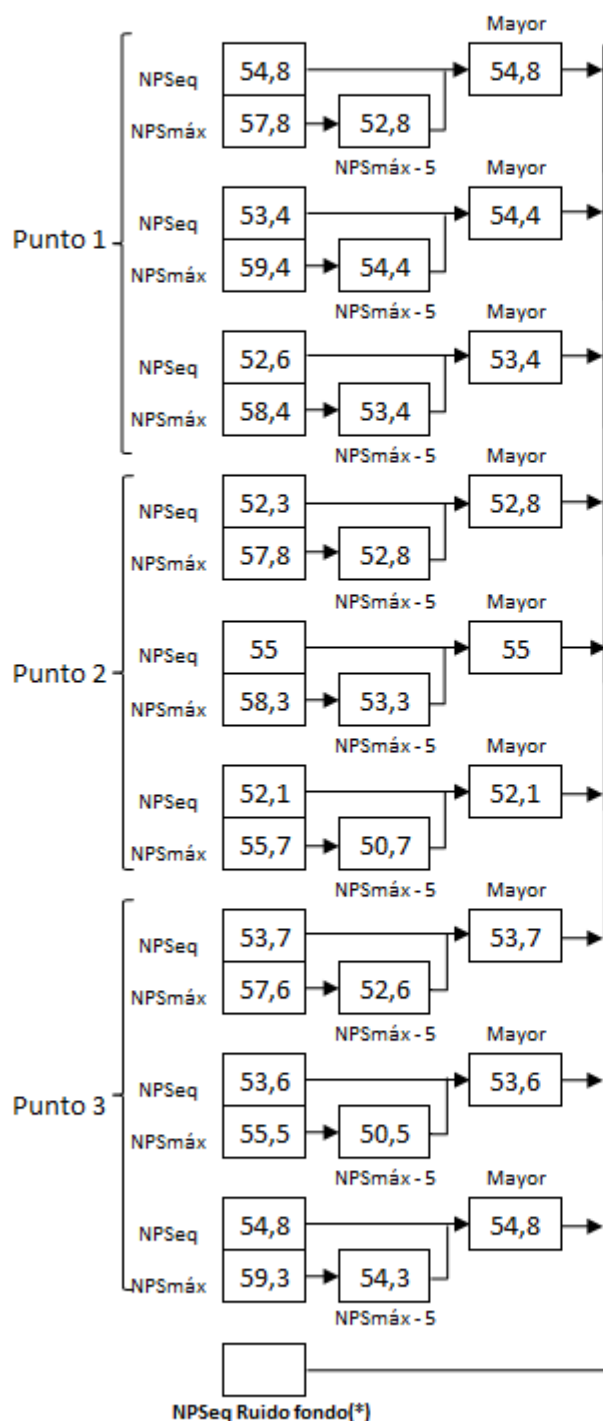 Mayor
NPSeq 54,8 54,8
NPSmáx 57,8 52,8
NPSmáx - 5
Mayor
Punto 1
NPSeq 53,4 54,4
NPSmáx 59,4 54,4
NPSmáx - 5
Mayor
NPSeq 52,6 53,4
NPSmáx 58,4 53,4
NPSmáx - 5
Mayor
NPSeq 52,3 52,8
NPSmáx 57,8 52,8
NPSmáx - 5
Mayor
Punto 2
NPSeq 55 55
NPSmáx 58,3 53,3
NPSmáx - 5
Mayor
NPSeq 52,1 52,1
NPSmáx 55,7 50,7
NPSmáx - 5
Mayor
NPSeq 53,7 53,7
NPSmáx 57,6 52,6
NPSmáx - 5
Mayor
Punto 3
NPSeq 53,6 53,6
NPSmáx 55,5 50,5
NPSmáx - 5
Mayor
NPSeq 54,8 54,8
NPSmáx 59,3 54,3
NPSmáx - 5
NPSeq Ruido fondo(*)